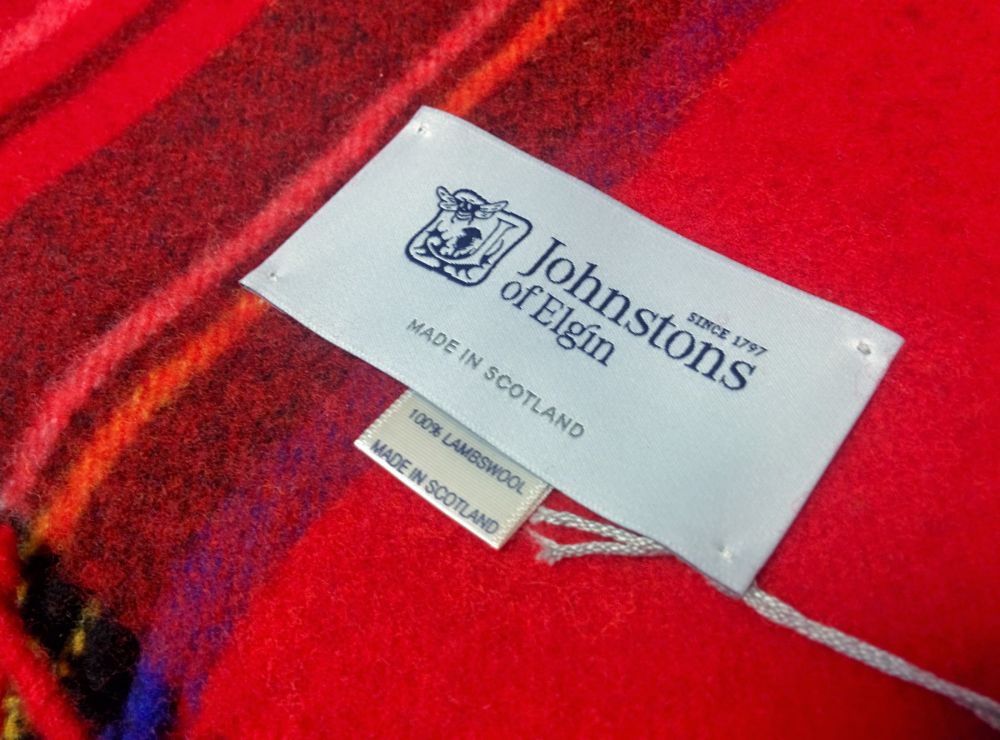 Johnstons
of Elgin
SINCE 1797
MADE IN SCOTLAND
100% LAMBSWOOL
MADE IN SCOTLAND